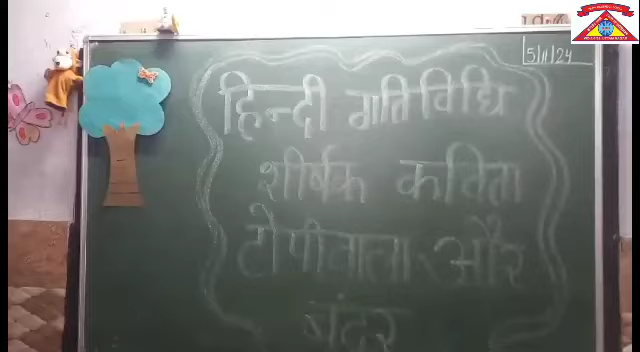 5/11/24
हिन्दी गतिविधि
शीर्षक कविता
टोपीवाला और
बंदर